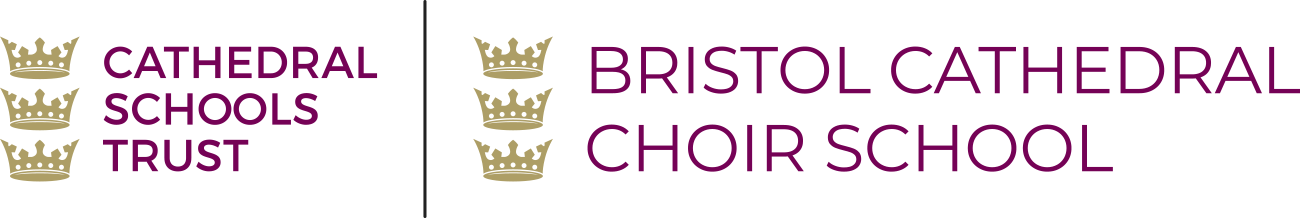 CATHEDRAL
SCHOOLS
TRUST
BRISTOL CATHEDRAL
CHOIR SCHOOL